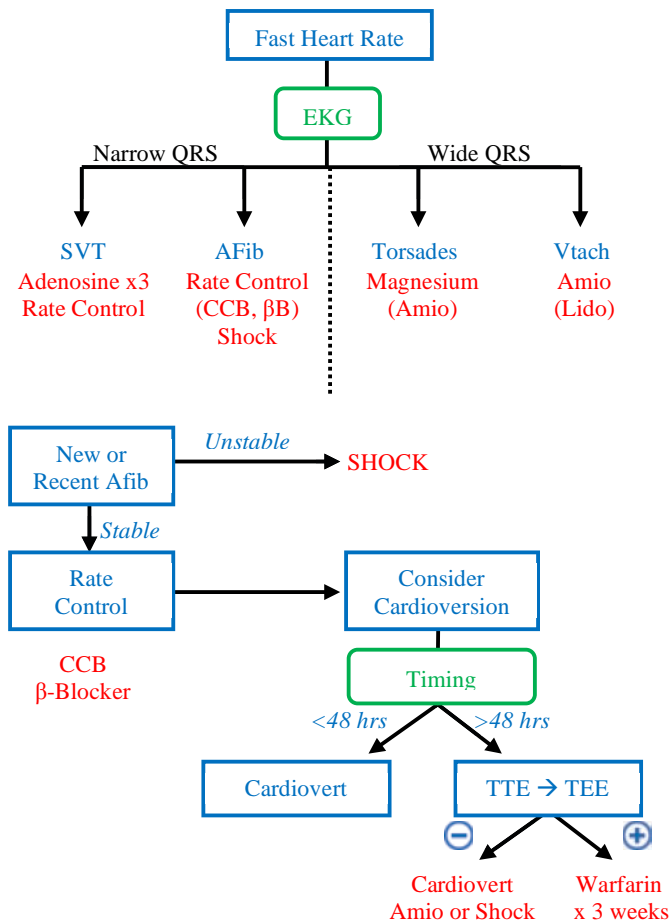 Fast Heart Rate
EKG
Narrow QRS
Wide QRS
SVT
Adenosine x3
Rate Control
AFib
Rate Control
(CCB, βB)
Shock
Torsades
Magnesium
(Amio)
Vtach
Amio
(Lido)
New or
Recent Afib
Unstable
SHOCK
Stable
Rate
Control
Consider
Cardioversion
CCB
β-Blocker
Timing
<48 hrs
>48 hrs
Cardiovert
TTE → TEE
−
+
Cardiovert
Amio or Shock
Warfarin
x 3 weeks